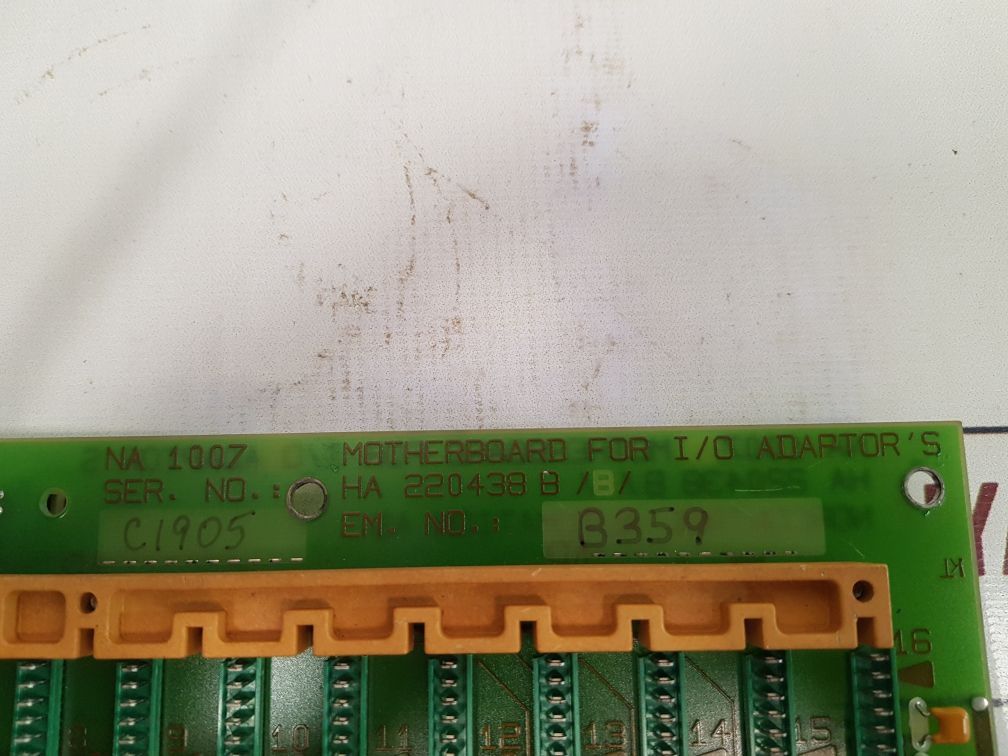 NA 1007 MOTHERBOARD FOR I/O ADAPTOR'S
SER. NO.: HA 220438 B /B/
C1905 EM. NO.: B359
KT
16
8 9 10 11 12 13 14 15